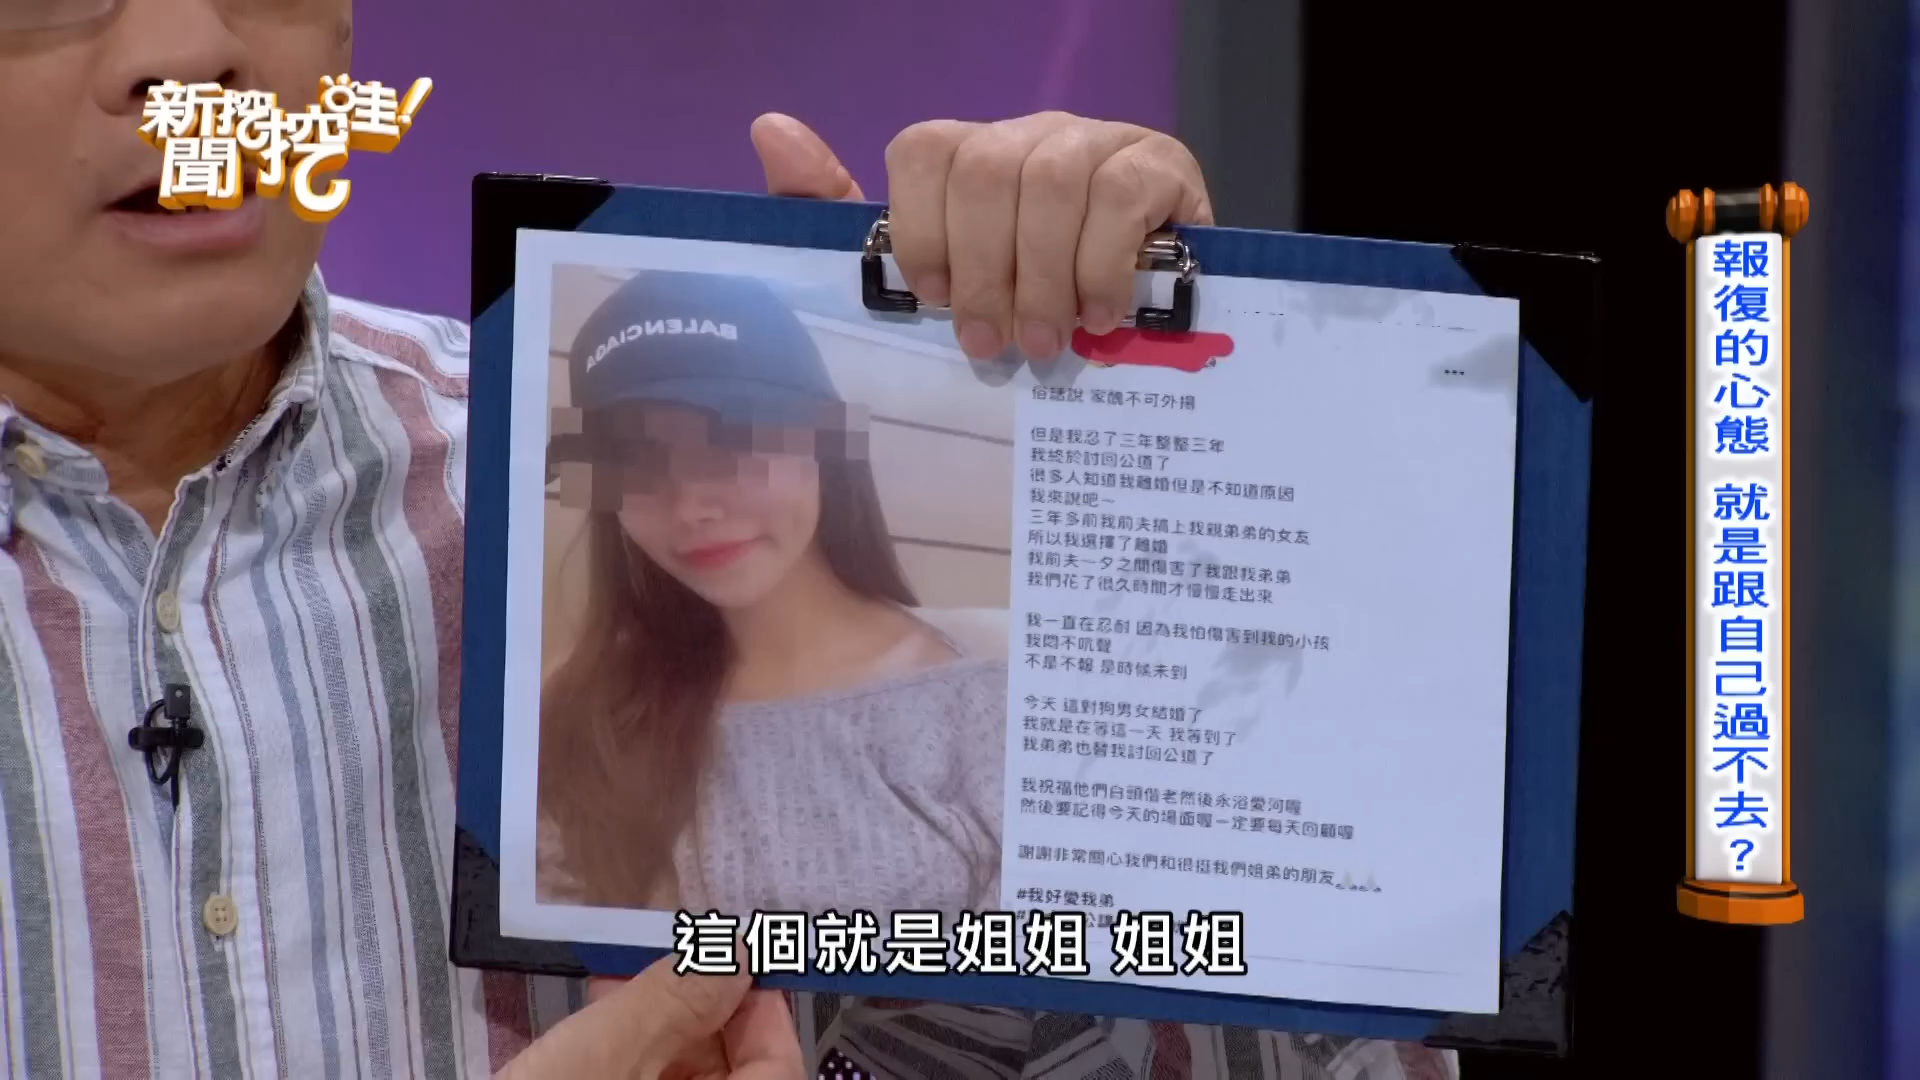 新聞挖挖哇!
報復的心態 就是跟自己過不去?
BALENCIAGA
俗話說 家醜不可外揚
但是我忍了三年整整三年
我終於討回公道了
很多人知道我離婚但是不知道原因
我來說吧~
三年多前我前夫搞上我親弟弟的女友
所以我選擇了離婚
我前夫一夕之間傷害了我跟我弟弟
我們花了很久時間才慢慢走出來
我一直在忍耐 因為我怕傷害到我的小孩
我悶不吭聲
不是不報 是時候未到
今天 這對狗男女結婚了
我就是在等這一天 我等到了
我弟弟也替我討回公道了
我祝福他們白頭偕老然後永浴愛河喔
然後要記得今天的場面喔一定要每天回顧喔
謝謝非常關心我們和很挺我們姐弟的朋友🙏🙏🙏
#我好愛我弟
這個就是姐姐 姐姐